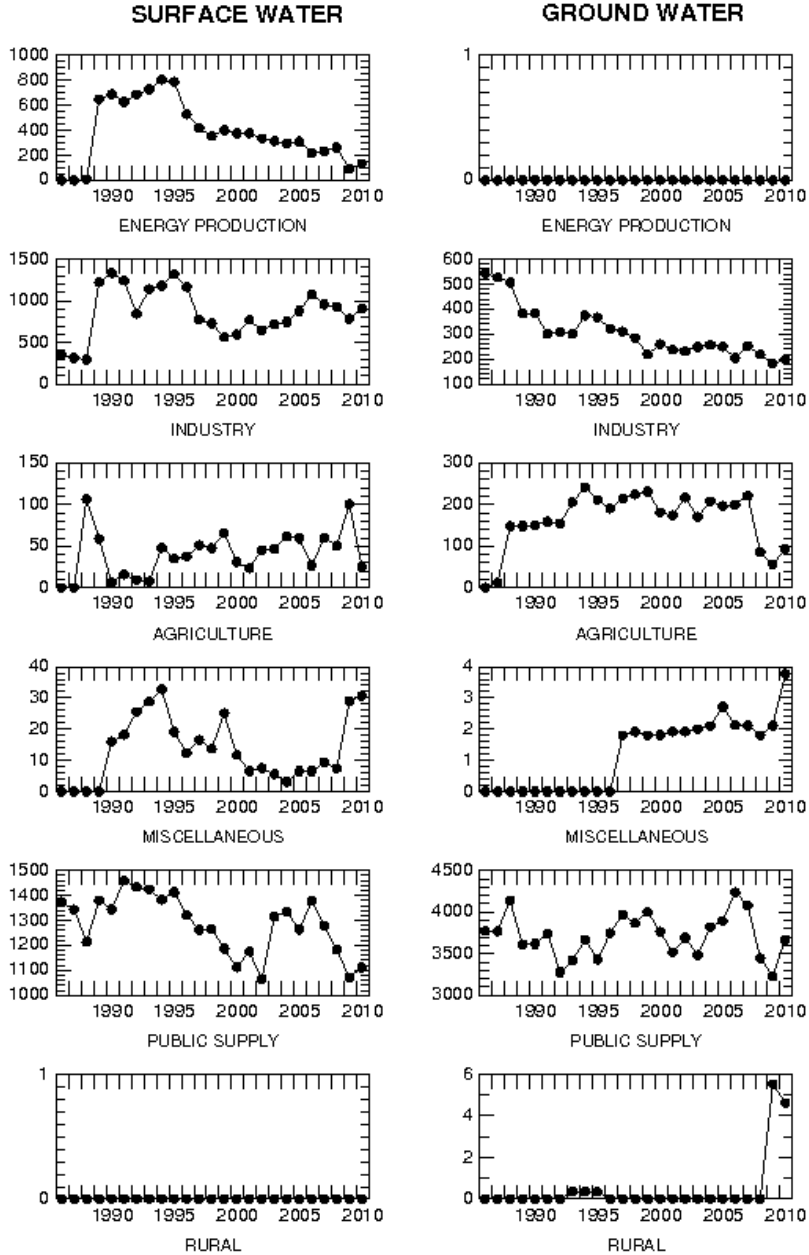 SURFACE WATER
GROUND WATER
1000
800
600
400
200
0
1990 1995 2000 2005 2010
ENERGY PRODUCTION
1
0
1990 1995 2000 2005 2010
ENERGY PRODUCTION
1500
1000
500
0
1990 1995 2000 2005 2010
INDUSTRY
600
500
400
300
200
100
1990 1995 2000 2005 2010
INDUSTRY
150
100
50
0
1990 1995 2000 2005 2010
AGRICULTURE
300
200
100
0
1990 1995 2000 2005 2010
AGRICULTURE
40
30
20
10
0
1990 1995 2000 2005 2010
MISCELLANEOUS
4
3
2
1
0
1990 1995 2000 2005 2010
MISCELLANEOUS
1500
1400
1300
1200
1100
1000
1990 1995 2000 2005 2010
PUBLIC SUPPLY
4500
4000
3500
3000
1990 1995 2000 2005 2010
PUBLIC SUPPLY
1
0
1990 1995 2000 2005 2010
RURAL
6
4
2
0
1990 1995 2000 2005 2010
RURAL